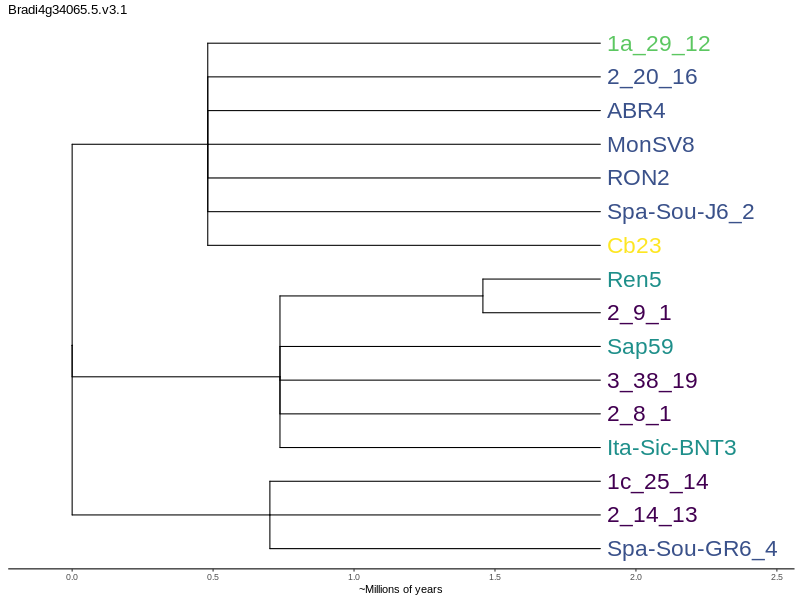 Bradi4g34065.5.v3.1
1a_29_12
2_20_16
ABR4
MonSV8
RON2
Spa-Sou-J6_2
Cb23
Ren5
2_9_1
Sap59
3_38_19
2_8_1
Ita-Sic-BNT3
1c_25_14
2_14_13
Spa-Sou-GR6_4
0.0 0.5 1.0 1.5 2.0 2.5
~Millions of years